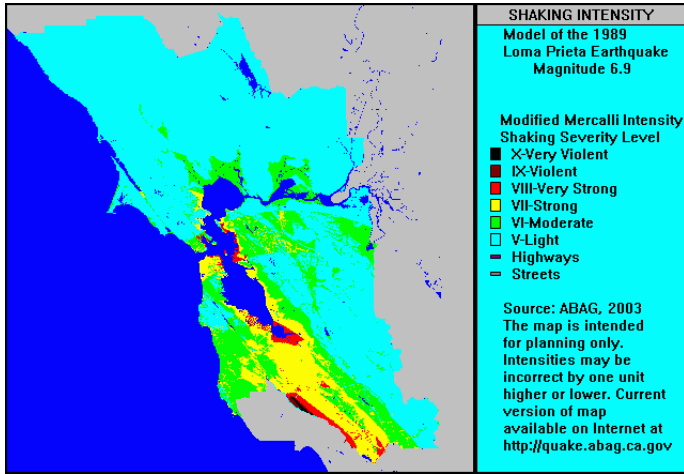 SHAKING INTENSITY
Model of the 1989
Loma Prieta Earthquake
Magnitude 6.9
Modified Mercalli Intensity
Shaking Severity Level
X-Very Violent
IX-Violent
VIII-Very Strong
VII-Strong
VI-Moderate
V-Light
Highways
Streets
Source: ABAG, 2003
The map is intended
for planning only.
Intensities may be
incorrect by one unit
higher or lower. Current
version of map
available on Internet at
http://quake.abag.ca.gov